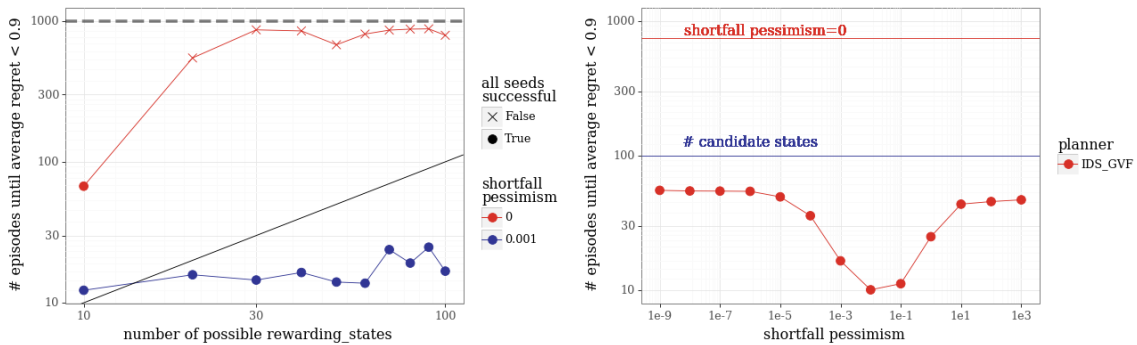 # episodes until average regret < 0.9
1000
300
100
30
10
10
30
100
number of possible rewarding_states
all seeds
successful
False
True
shortfall
pessimism
0
0.001
# episodes until average regret < 0.9
1000
300
100
30
10
shortfall pessimism=0
# candidate states
1e-9
1e-7
1e-5
1e-3
1e-1
1e1
1e3
shortfall pessimism
planner
IDS_GVF